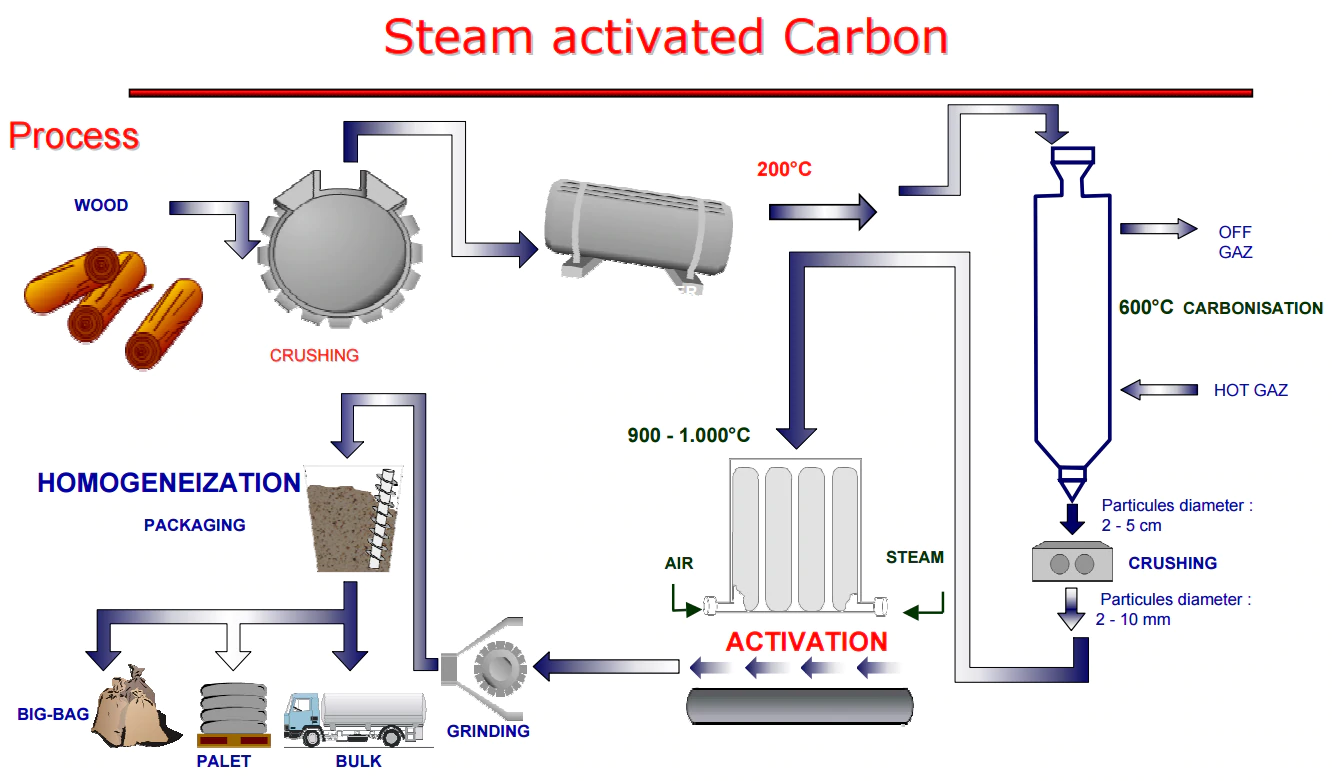 Steam activated Carbon
Process
WOOD
CRUSHING
200°C
OFF
GAZ
600°C CARBONISATION
HOT GAZ
Particules diameter :
2 - 5 cm
CRUSHING
Particules diameter :
2 - 10 mm
900 - 1.000°C
AIR
STEAM
ACTIVATION
GRINDING
HOMOGENEIZATION
PACKAGING
BIG-BAG
PALET
BULK